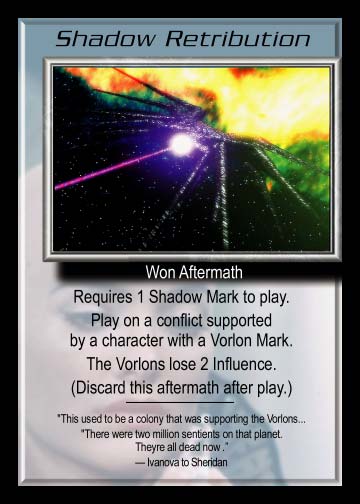 Shadow Retribution
Won Aftermath
Requires 1 Shadow Mark to play.
Play on a conflict supported
by a character with a Vorlon Mark.
The Vorlons lose 2 Influence.
(Discard this aftermath after play.)
"This used to be a colony that was supporting the Vorlons...
"There were two million sentients on that planet.
Theyre all dead now ."
— Ivanova to Sheridan